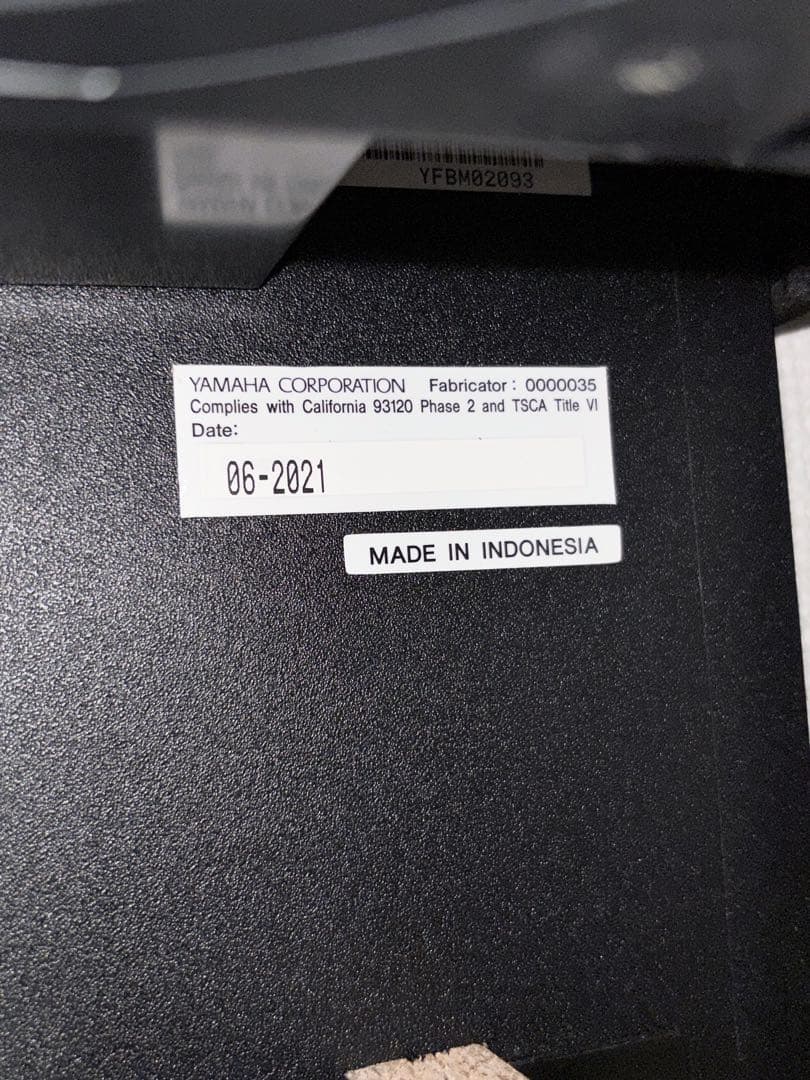 YFBM02093
YAMAHA CORPORATION Fabricator : 0000035
Complies with California 93120 Phase 2 and TSCA Title VI
Date:
06-2021
MADE IN INDONESIA